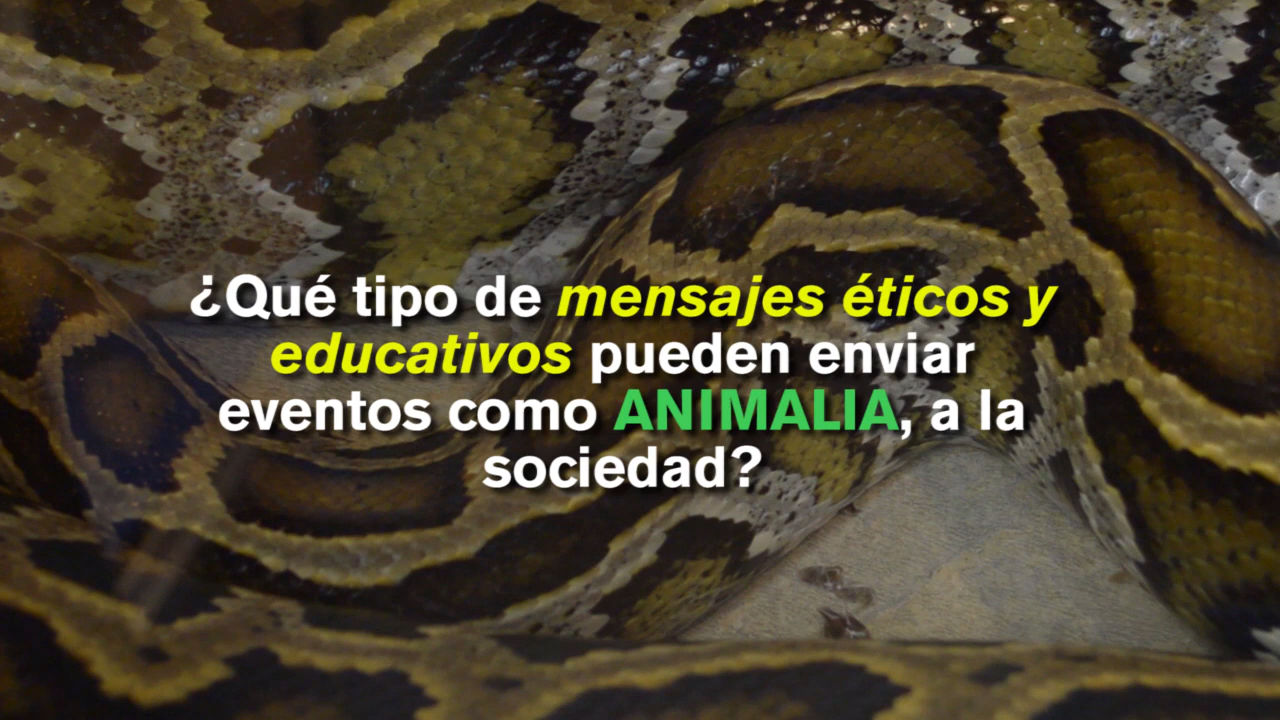 ¿Qué tipo de mensajes éticos y
educativos pueden enviar
eventos como ANIMALIA, a la
sociedad?